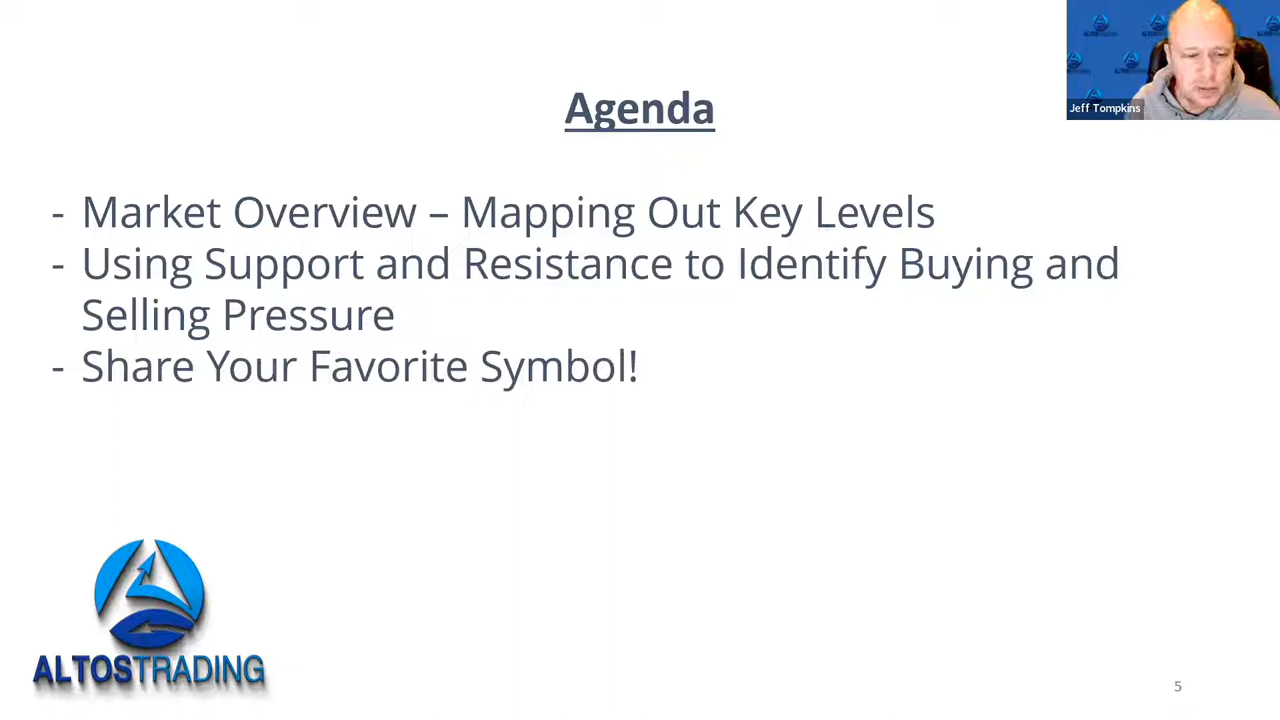 Jeff Tompkins
Agenda
- Market Overview – Mapping Out Key Levels
- Using Support and Resistance to Identify Buying and
Selling Pressure
- Share Your Favorite Symbol!
ALTOSTRADING
5